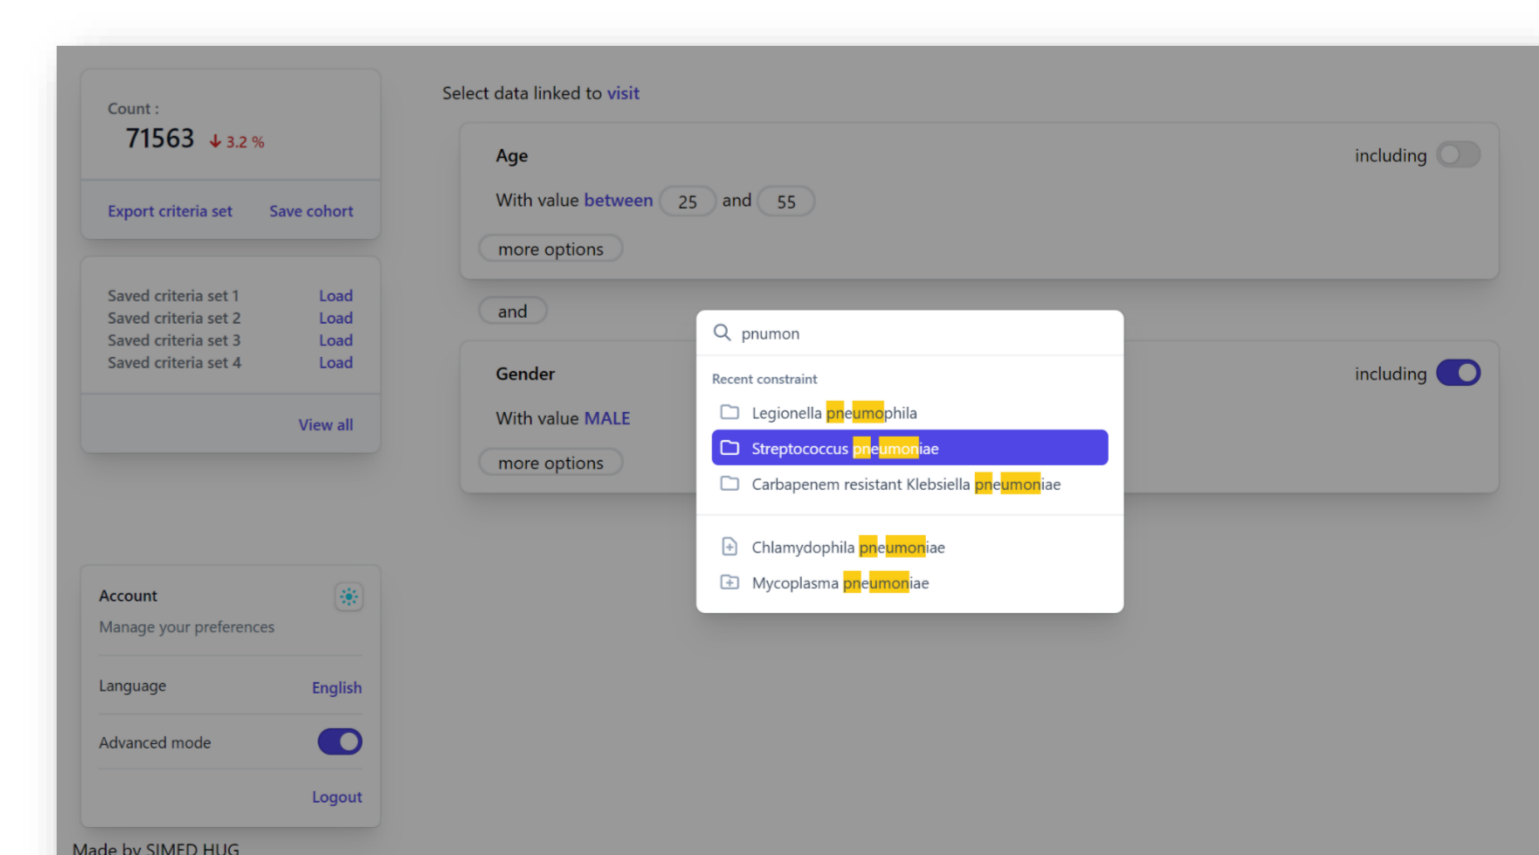 Count :
71563 ↓ 3.2 %
Export criteria set Save cohort
Saved criteria set 1 Load
Saved criteria set 2 Load
Saved criteria set 3 Load
Saved criteria set 4 Load
View all
Account
Manage your preferences
Language English
Advanced mode
Logout
Made by SIMED HUG
Select data linked to visit
Age including
With value between 25 and 55
more options
and
Gender including
With value MALE
more options
pnumon
Recent constraint
Legionella pneumophila
Streptococcus pneumoniae
Carbapenem resistant Klebsiella pneumoniae
Chlamydophila pneumoniae
Mycoplasma pneumoniae